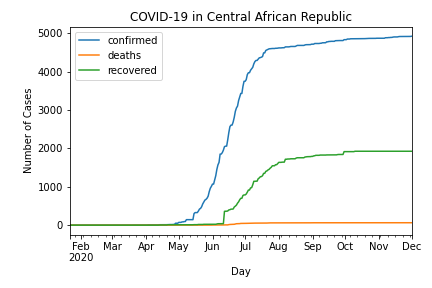 COVID-19 in Central African Republic
confirmed
deaths
recovered
5000
4000
3000
2000
1000
0
Number of Cases
Feb Mar Apr May Jun Jul Aug Sep Oct Nov Dec
2020
Day